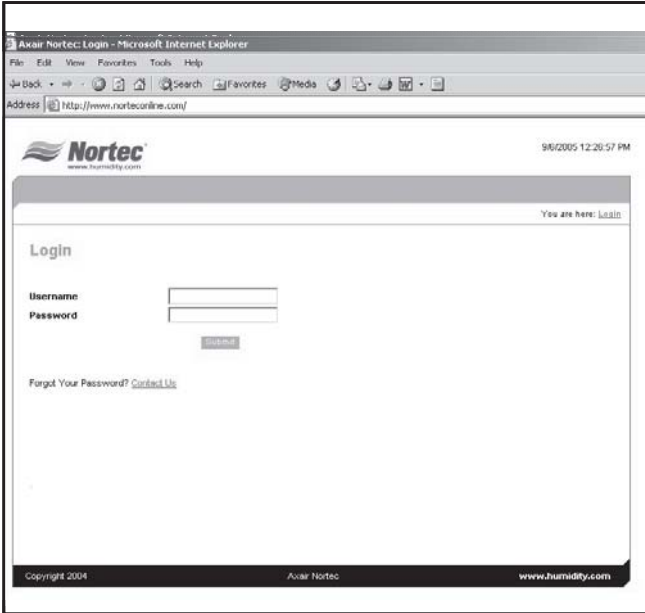 Axair Nortec: Login - Microsoft Internet Explorer
File Edit View Favorites Tools Help
Back Search Favorites Media
Address http://www.norteconline.com/
Nortec
www.humidity.com
9/6/2005 12:26:57 PM
You are here: Login
Login
Username
Password
Submit
Forgot Your Password? Contact Us
Copyright 2004 Axair Nortec www.humidity.com